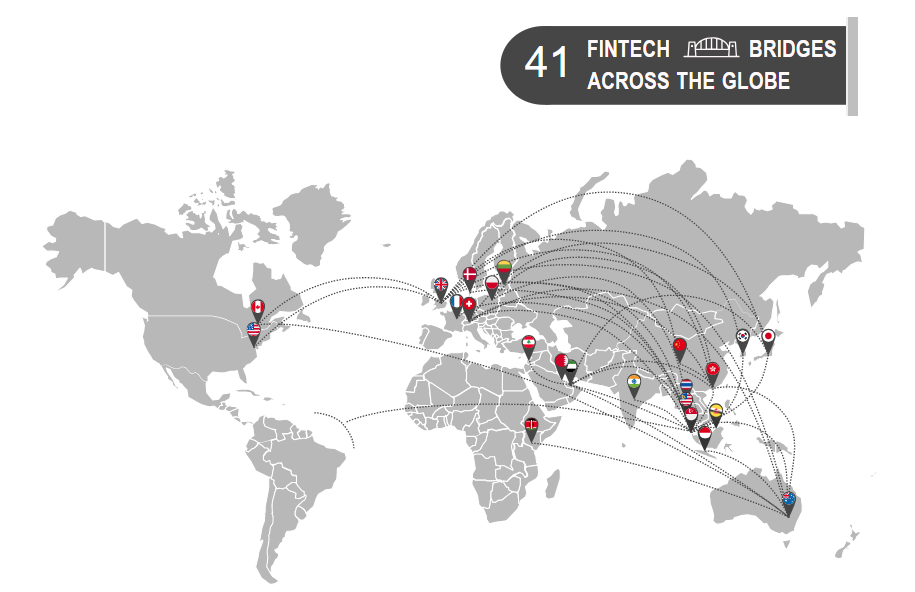 41 FINTECH BRIDGES
ACROSS THE GLOBE